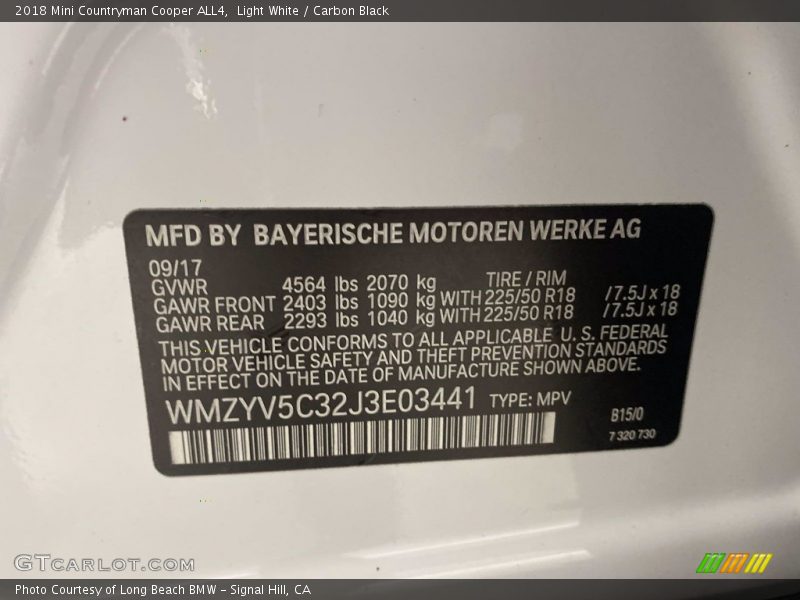 2018 Mini Countryman Cooper ALL4,  Light White / Carbon Black
MFD BY BAYERISCHE MOTOREN WERKE AG
09/17
TIRE / RIM
GVWR 4564 lbs 2070 kg
GAWR FRONT 2403 lbs 1090 kg WITH 225/50 R18 /7.5J x 18
GAWR REAR 2293 lbs 1040 kg WITH 225/50 R18 /7.5J x 18
THIS VEHICLE CONFORMS TO ALL APPLICABLE U. S. FEDERAL
MOTOR VEHICLE SAFETY AND THEFT PREVENTION STANDARDS
IN EFFECT ON THE DATE OF MANUFACTURE SHOWN ABOVE.
WMZYV5C32J3E03441 TYPE: MPV
B15/0
7 320 730
GTCARLOT.COM
Photo Courtesy of Long Beach BMW - Signal Hill, CA